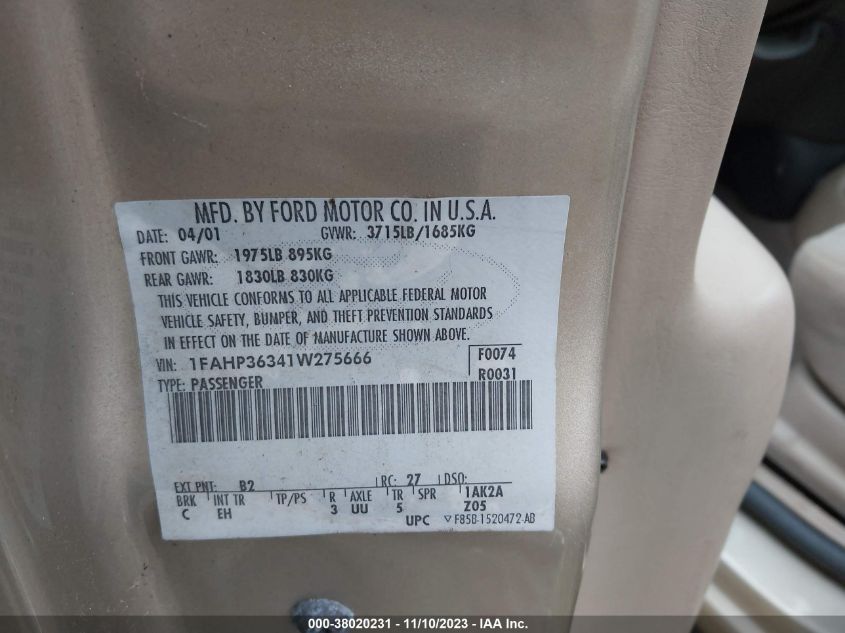 MFD. BY FORD MOTOR CO. IN U.S.A.
DATE: 04/01 GVWR: 3715LB/1685KG
FRONT GAWR: 1975LB 895KG
REAR GAWR: 1830LB 830KG
THIS VEHICLE CONFORMS TO ALL APPLICABLE FEDERAL MOTOR
VEHICLE SAFETY, BUMPER, AND THEFT PREVENTION STANDARDS
IN EFFECT ON THE DATE OF MANUFACTURE SHOWN ABOVE.
VIN: 1FAHP36341W275666 F0074
TYPE: PASSENGER R0031
EXT PNT: B2 RC: 27 DSO:
BRK INT TR TP/PS R AXLE TR SPR 1AK2A
C EH 3 UU 5 Z05
UPC ▽ F85B-1520472-AB
000-38020231 - 11/10/2023 - IAA Inc.